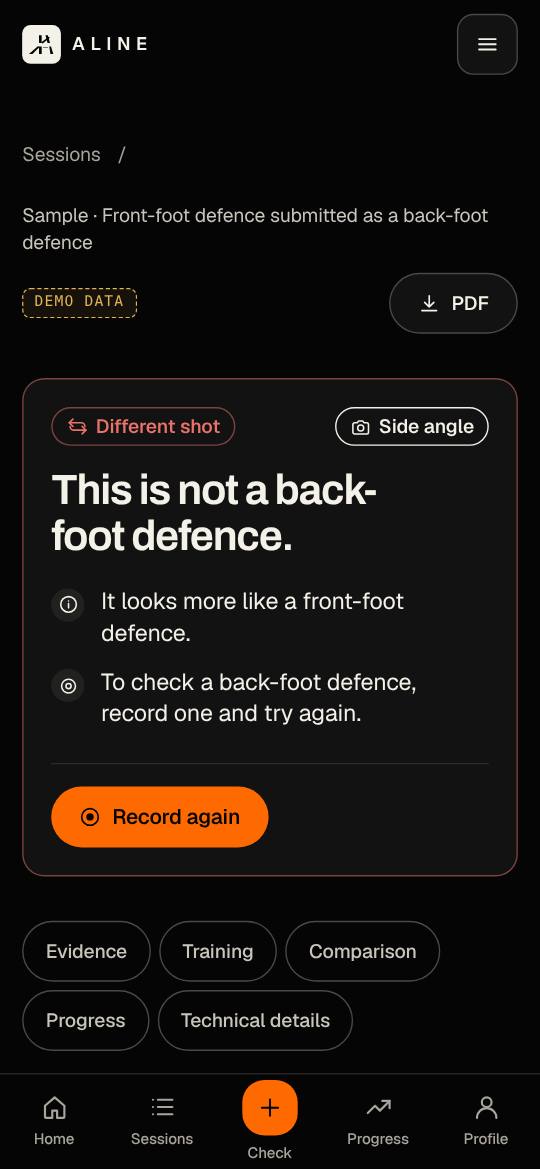 ALINE
Sessions /
Sample · Front-foot defence submitted as a back-foot
defence
DEMO DATA
PDF
Different shot
Side angle
This is not a back-
foot defence.
It looks more like a front-foot
defence.
To check a back-foot defence,
record one and try again.
Record again
Evidence
Training
Comparison
Progress
Technical details
Home
Sessions
Check
Progress
Profile